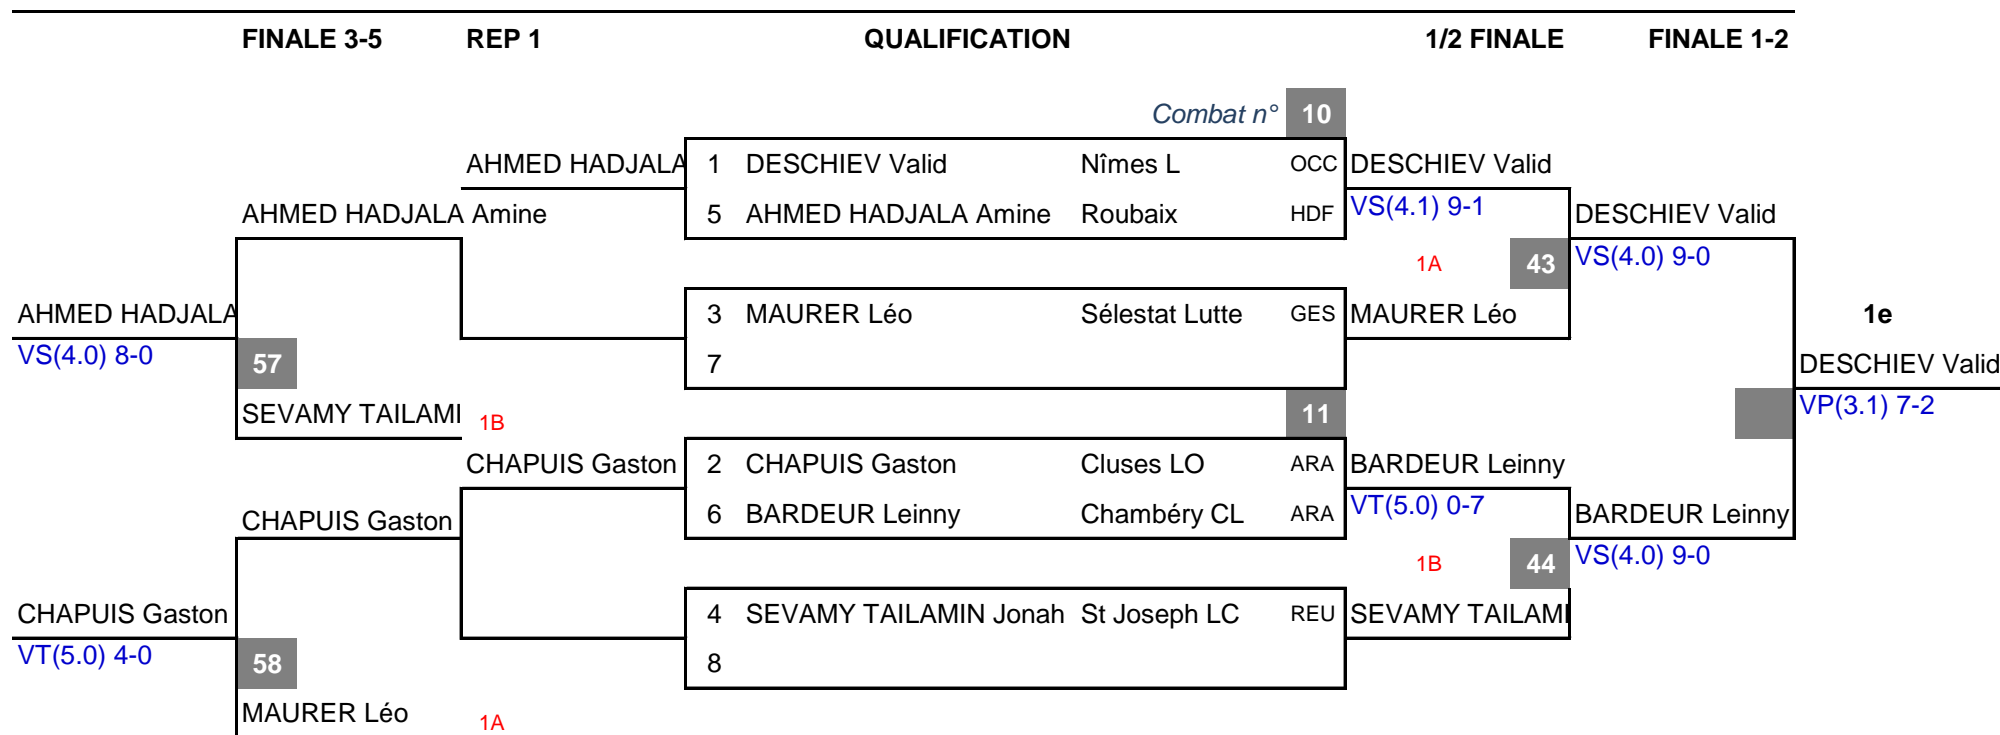 FINALE 3-5 REP 1 QUALIFICATION 1/2 FINALE FINALE 1-2
Combat n° 10
AHMED HADJALA 1 DESCHIEV Valid Nîmes L OCC DESCHIEV Valid
AHMED HADJALA Amine 5 AHMED HADJALA Amine Roubaix HDF VS(4.1) 9-1 DESCHIEV Valid
1A 43 VS(4.0) 9-0
AHMED HADJALA 3 MAURER Léo Sélestat Lutte GES MAURER Léo 1e
VS(4.0) 8-0 57 7 DESCHIEV Valid
SEVAMY TAILAMI 1B 11 VP(3.1) 7-2
CHAPUIS Gaston 2 CHAPUIS Gaston Cluses LO ARA BARDEUR Leinny
CHAPUIS Gaston 6 BARDEUR Leinny Chambéry CL ARA VT(5.0) 0-7 BARDEUR Leinny
1B 44 VS(4.0) 9-0
CHAPUIS Gaston 4 SEVAMY TAILAMIN Jonah St Joseph LC REU SEVAMY TAILAMI
VT(5.0) 4-0 58 8
MAURER Léo 1A